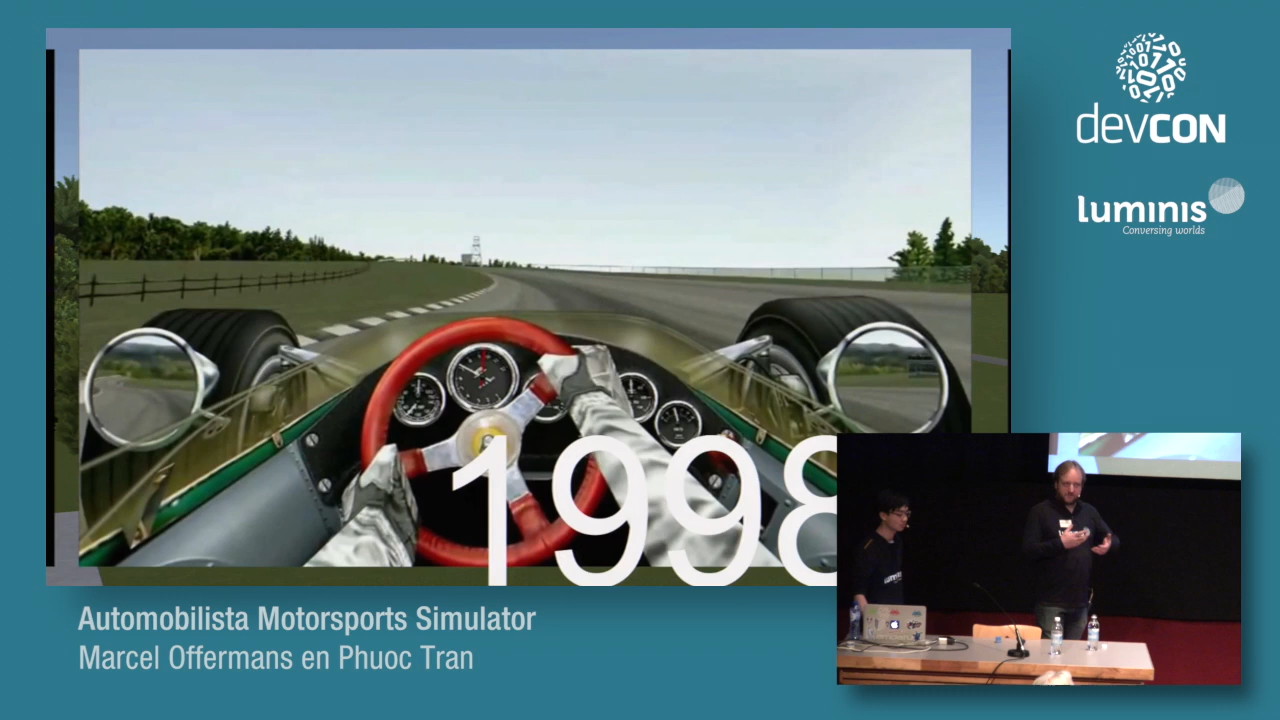 devcon
luminis
Conversing worlds
1998
Automobilista Motorsports Simulator
Marcel Offermans en Phuoc Tran